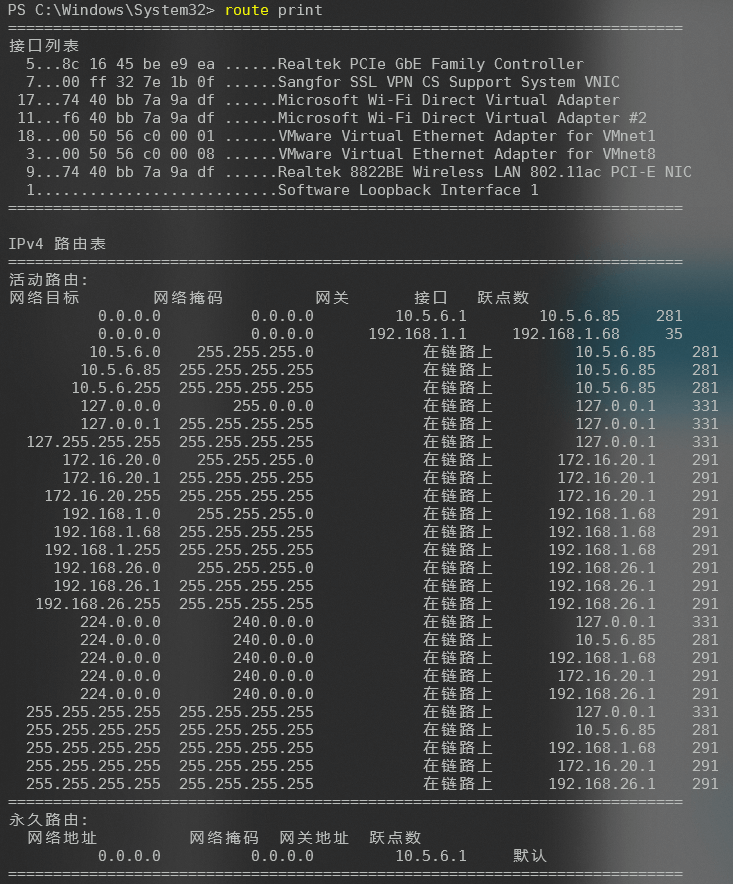 PS C:\Windows\System32> route print
===========================================================================
接口列表
  5...8c 16 45 be e9 ea ......Realtek PCIe GbE Family Controller
  7...00 ff 32 7e 1b 0f ......Sangfor SSL VPN CS Support System VNIC
 17...74 40 bb 7a 9a df ......Microsoft Wi-Fi Direct Virtual Adapter
 11...f6 40 bb 7a 9a df ......Microsoft Wi-Fi Direct Virtual Adapter #2
 18...00 50 56 c0 00 01 ......VMware Virtual Ethernet Adapter for VMnet1
  3...00 50 56 c0 00 08 ......VMware Virtual Ethernet Adapter for VMnet8
  9...74 40 bb 7a 9a df ......Realtek 8822BE Wireless LAN 802.11ac PCI-E NIC
  1...........................Software Loopback Interface 1
===========================================================================
IPv4 路由表
===========================================================================
活动路由:
网络目标        网络掩码          网关       接口   跃点数
          0.0.0.0          0.0.0.0         10.5.6.1        10.5.6.85    281
          0.0.0.0          0.0.0.0      192.168.1.1     192.168.1.68     35
         10.5.6.0    255.255.255.0            在链路上         10.5.6.85    281
        10.5.6.85  255.255.255.255            在链路上         10.5.6.85    281
       10.5.6.255  255.255.255.255            在链路上         10.5.6.85    281
        127.0.0.0        255.0.0.0            在链路上         127.0.0.1    331
        127.0.0.1  255.255.255.255            在链路上         127.0.0.1    331
  127.255.255.255  255.255.255.255            在链路上         127.0.0.1    331
      172.16.20.0    255.255.255.0            在链路上       172.16.20.1    291
      172.16.20.1  255.255.255.255            在链路上       172.16.20.1    291
    172.16.20.255  255.255.255.255            在链路上       172.16.20.1    291
      192.168.1.0    255.255.255.0            在链路上      192.168.1.68    291
     192.168.1.68  255.255.255.255            在链路上      192.168.1.68    291
    192.168.1.255  255.255.255.255            在链路上      192.168.1.68    291
     192.168.26.0    255.255.255.0            在链路上      192.168.26.1    291
     192.168.26.1  255.255.255.255            在链路上      192.168.26.1    291
   192.168.26.255  255.255.255.255            在链路上      192.168.26.1    291
        224.0.0.0        240.0.0.0            在链路上         127.0.0.1    331
        224.0.0.0        240.0.0.0            在链路上         10.5.6.85    281
        224.0.0.0        240.0.0.0            在链路上      192.168.1.68    291
        224.0.0.0        240.0.0.0            在链路上       172.16.20.1    291
        224.0.0.0        240.0.0.0            在链路上      192.168.26.1    291
  255.255.255.255  255.255.255.255            在链路上         127.0.0.1    331
  255.255.255.255  255.255.255.255            在链路上         10.5.6.85    281
  255.255.255.255  255.255.255.255            在链路上      192.168.1.68    291
  255.255.255.255  255.255.255.255            在链路上       172.16.20.1    291
  255.255.255.255  255.255.255.255            在链路上      192.168.26.1    291
===========================================================================
永久路由:
  网络地址          网络掩码  网关地址  跃点数
          0.0.0.0          0.0.0.0         10.5.6.1     默认
===========================================================================